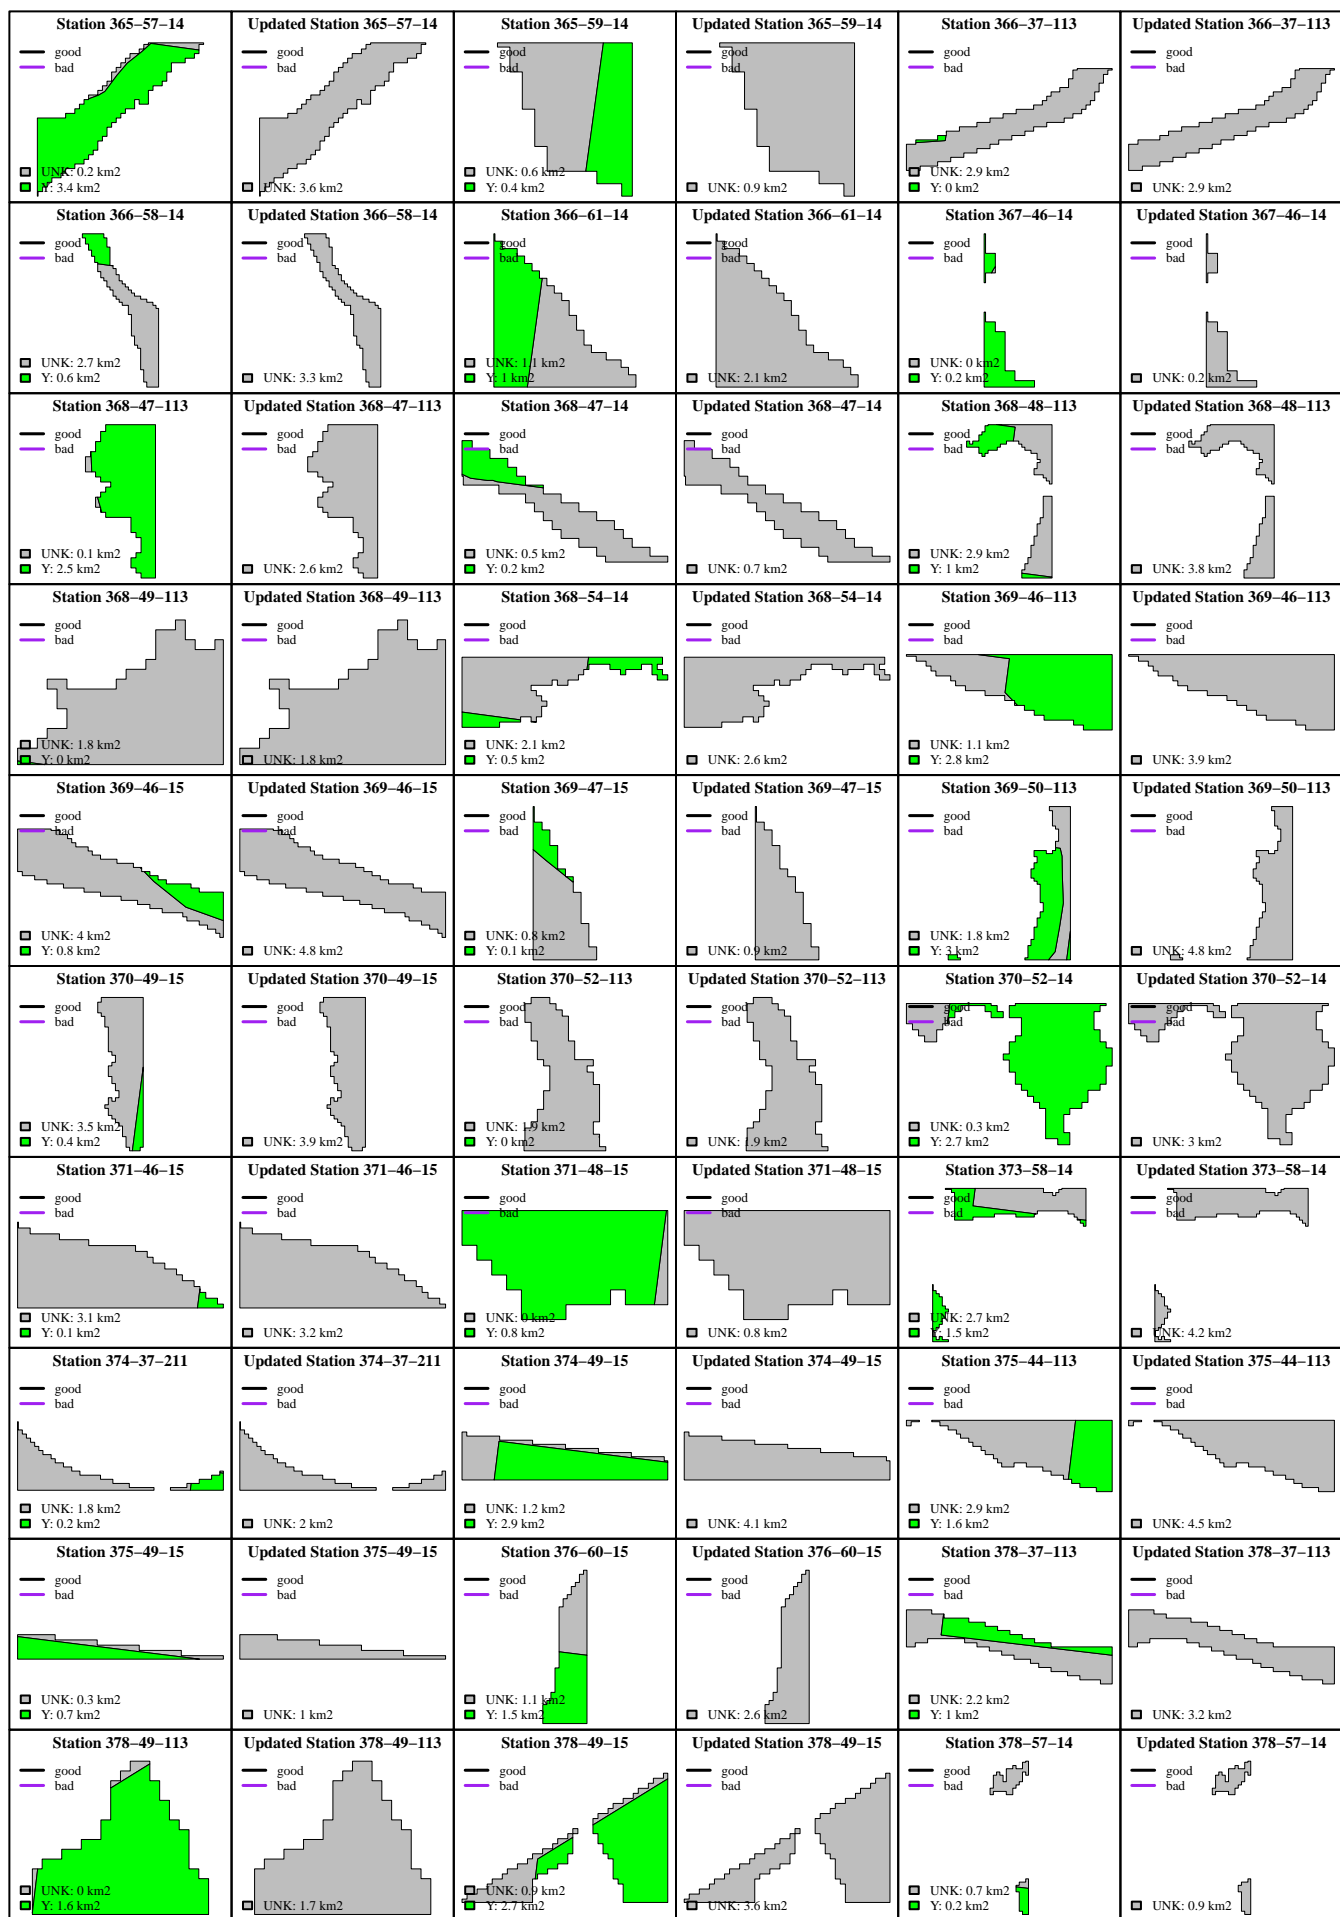 Station 365−57−14
good
bad
UNK: 0.2 km2
Y: 3.4 km2
Updated Station 365−57−14
good
bad
UNK: 3.6 km2
Station 365−59−14
good
bad
UNK: 0.6 km2
Y: 0.4 km2
Updated Station 365−59−14
good
bad
UNK: 0.9 km2
Station 366−37−113
good
bad
UNK: 2.9 km2
Y: 0 km2
Updated Station 366−37−113
good
bad
UNK: 2.9 km2
Station 366−58−14
good
bad
UNK: 2.7 km2
Y: 0.6 km2
Updated Station 366−58−14
good
bad
UNK: 3.3 km2
Station 366−61−14
good
bad
UNK: 1.1 km2
Y: 1 km2
Updated Station 366−61−14
good
bad
UNK: 2.1 km2
Station 367−46−14
good
bad
UNK: 0 km2
Y: 0.2 km2
Updated Station 367−46−14
good
bad
UNK: 0.2 km2
Station 368−47−113
good
bad
UNK: 0.1 km2
Y: 2.5 km2
Updated Station 368−47−113
good
bad
UNK: 2.6 km2
Station 368−47−14
good
bad
UNK: 0.5 km2
Y: 0.2 km2
Updated Station 368−47−14
good
bad
UNK: 0.7 km2
Station 368−48−113
good
bad
UNK: 2.9 km2
Y: 1 km2
Updated Station 368−48−113
good
bad
UNK: 3.8 km2
Station 368−49−113
good
bad
UNK: 1.8 km2
Y: 0 km2
Updated Station 368−49−113
good
bad
UNK: 1.8 km2
Station 368−54−14
good
bad
UNK: 2.1 km2
Y: 0.5 km2
Updated Station 368−54−14
good
bad
UNK: 2.6 km2
Station 369−46−113
good
bad
UNK: 1.1 km2
Y: 2.8 km2
Updated Station 369−46−113
good
bad
UNK: 3.9 km2
Station 369−46−15
good
bad
UNK: 4 km2
Y: 0.8 km2
Updated Station 369−46−15
good
bad
UNK: 4.8 km2
Station 369−47−15
good
bad
UNK: 0.8 km2
Y: 0.1 km2
Updated Station 369−47−15
good
bad
UNK: 0.9 km2
Station 369−50−113
good
bad
UNK: 1.8 km2
Y: 3 km2
Updated Station 369−50−113
good
bad
UNK: 4.8 km2
Station 370−49−15
good
bad
UNK: 3.5 km2
Y: 0.4 km2
Updated Station 370−49−15
good
bad
UNK: 3.9 km2
Station 370−52−113
good
bad
UNK: 1.9 km2
Y: 0 km2
Updated Station 370−52−113
good
bad
UNK: 1.9 km2
Station 370−52−14
good
bad
UNK: 0.3 km2
Y: 2.7 km2
Updated Station 370−52−14
good
bad
UNK: 3 km2
Station 371−46−15
good
bad
UNK: 3.1 km2
Y: 0.1 km2
Updated Station 371−46−15
good
bad
UNK: 3.2 km2
Station 371−48−15
good
bad
UNK: 0 km2
Y: 0.8 km2
Updated Station 371−48−15
good
bad
UNK: 0.8 km2
Station 373−58−14
good
bad
UNK: 2.7 km2
Y: 1.5 km2
Updated Station 373−58−14
good
bad
UNK: 4.2 km2
Station 374−37−211
good
bad
UNK: 1.8 km2
Y: 0.2 km2
Updated Station 374−37−211
good
bad
UNK: 2 km2
Station 374−49−15
good
bad
UNK: 1.2 km2
Y: 2.9 km2
Updated Station 374−49−15
good
bad
UNK: 4.1 km2
Station 375−44−113
good
bad
UNK: 2.9 km2
Y: 1.6 km2
Updated Station 375−44−113
good
bad
UNK: 4.5 km2
Station 375−49−15
good
bad
UNK: 0.3 km2
Y: 0.7 km2
Updated Station 375−49−15
good
bad
UNK: 1 km2
Station 376−60−15
good
bad
UNK: 1.1 km2
Y: 1.5 km2
Updated Station 376−60−15
good
bad
UNK: 2.6 km2
Station 378−37−113
good
bad
UNK: 2.2 km2
Y: 1 km2
Updated Station 378−37−113
good
bad
UNK: 3.2 km2
Station 378−49−113
good
bad
UNK: 0 km2
Y: 1.6 km2
Updated Station 378−49−113
good
bad
UNK: 1.7 km2
Station 378−49−15
good
bad
UNK: 0.9 km2
Y: 2.7 km2
Updated Station 378−49−15
good
bad
UNK: 3.6 km2
Station 378−57−14
good
bad
UNK: 0.7 km2
Y: 0.2 km2
Updated Station 378−57−14
good
bad
UNK: 0.9 km2